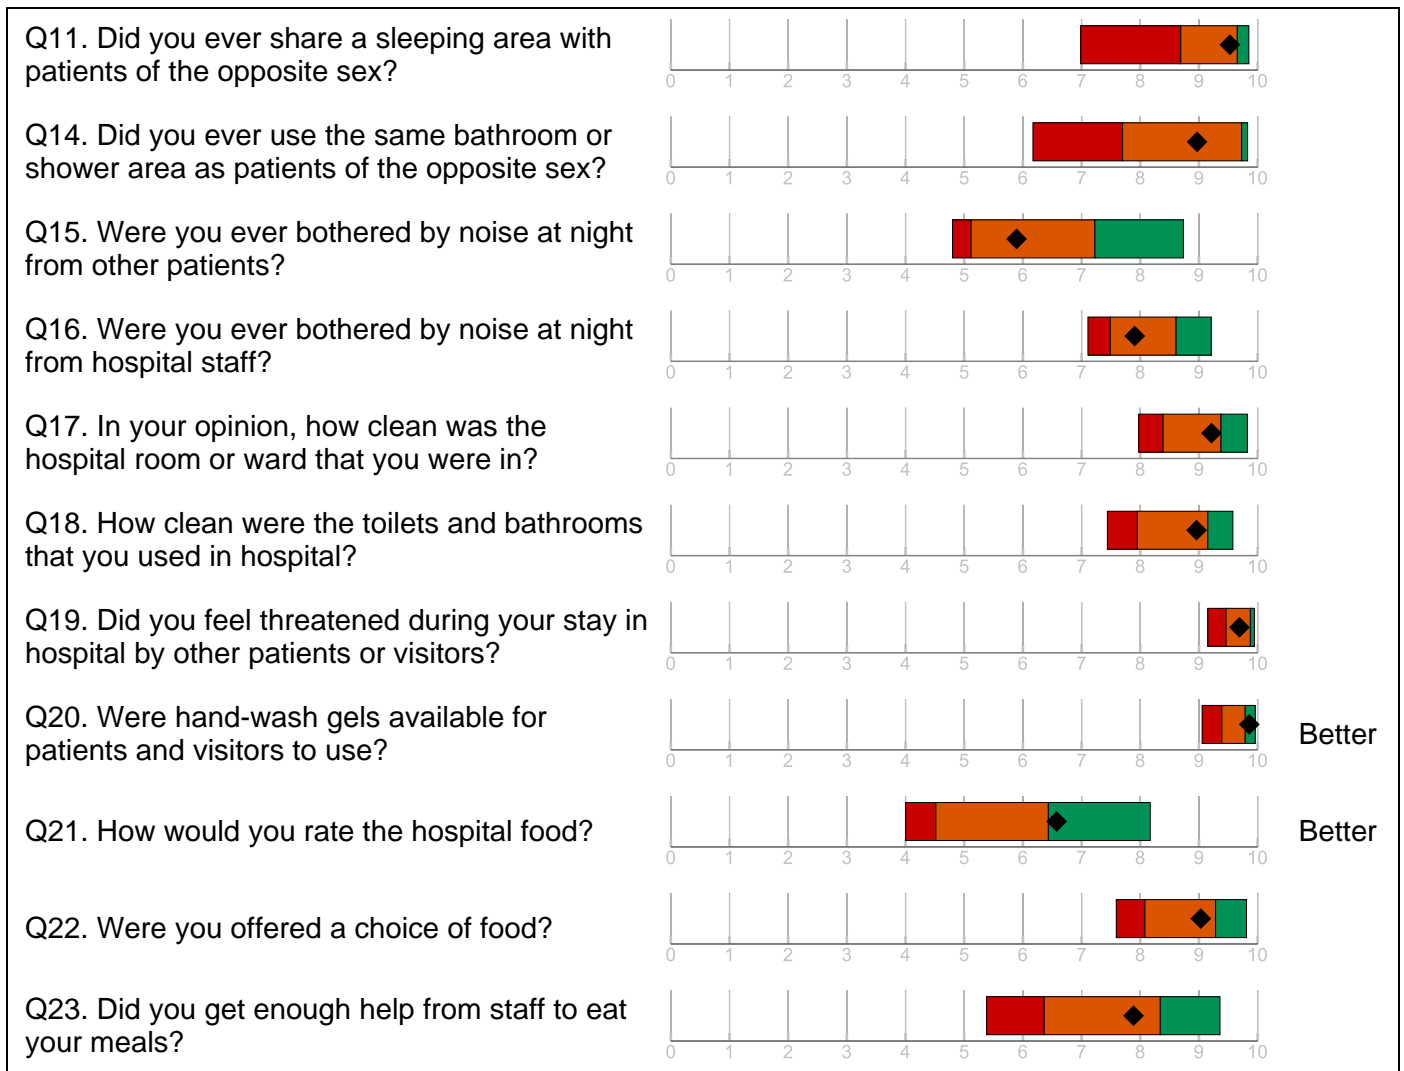 Q11. Did you ever share a sleeping area with
patients of the opposite sex?
0 1 2 3 4 5 6 7 8 9 10
Q14. Did you ever use the same bathroom or
shower area as patients of the opposite sex?
0 1 2 3 4 5 6 7 8 9 10
Q15. Were you ever bothered by noise at night
from other patients?
0 1 2 3 4 5 6 7 8 9 10
Q16. Were you ever bothered by noise at night
from hospital staff?
0 1 2 3 4 5 6 7 8 9 10
Q17. In your opinion, how clean was the
hospital room or ward that you were in?
0 1 2 3 4 5 6 7 8 9 10
Q18. How clean were the toilets and bathrooms
that you used in hospital?
0 1 2 3 4 5 6 7 8 9 10
Q19. Did you feel threatened during your stay in
hospital by other patients or visitors?
0 1 2 3 4 5 6 7 8 9 10
Q20. Were hand-wash gels available for
patients and visitors to use?
Better
0 1 2 3 4 5 6 7 8 9 10
Q21. How would you rate the hospital food?
Better
0 1 2 3 4 5 6 7 8 9 10
Q22. Were you offered a choice of food?
0 1 2 3 4 5 6 7 8 9 10
Q23. Did you get enough help from staff to eat
your meals?
0 1 2 3 4 5 6 7 8 9 10